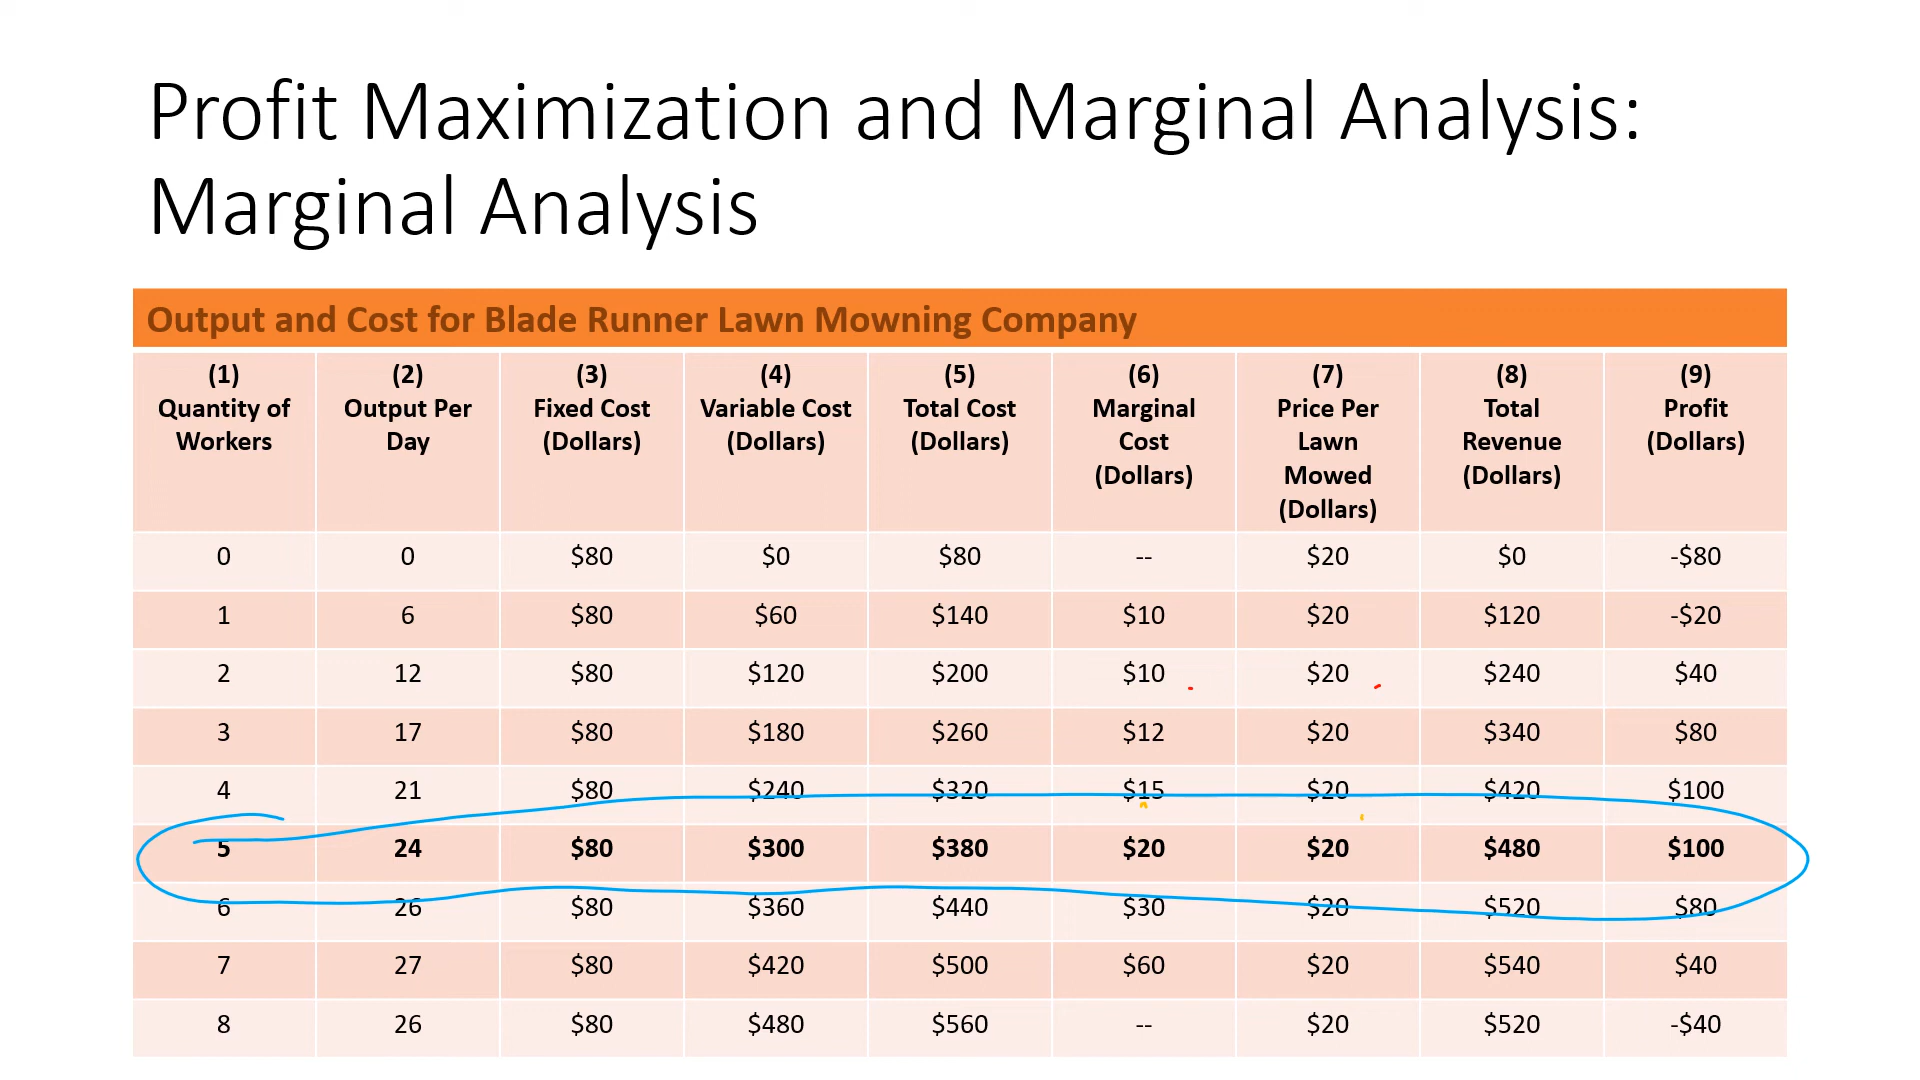 Profit Maximization and Marginal Analysis:
Marginal Analysis
Output and Cost for Blade Runner Lawn Mowning Company
(1) Quantity of Workers (2) Output Per Day (3) Fixed Cost (Dollars) (4) Variable Cost (Dollars) (5) Total Cost (Dollars) (6) Marginal Cost (Dollars) (7) Price Per Lawn Mowed (Dollars) (8) Total Revenue (Dollars) (9) Profit (Dollars)
0 0 $80 $0 $80 -- $20 $0 -$80
1 6 $80 $60 $140 $10 $20 $120 -$20
2 12 $80 $120 $200 $10 $20 $240 $40
3 17 $80 $180 $260 $12 $20 $340 $80
4 21 $80 $240 $320 $15 $20 $420 $100
5 24 $80 $300 $380 $20 $20 $480 $100
6 26 $80 $360 $440 $30 $20 $520 $80
7 27 $80 $420 $500 $60 $20 $540 $40
8 26 $80 $480 $560 -- $20 $520 -$40